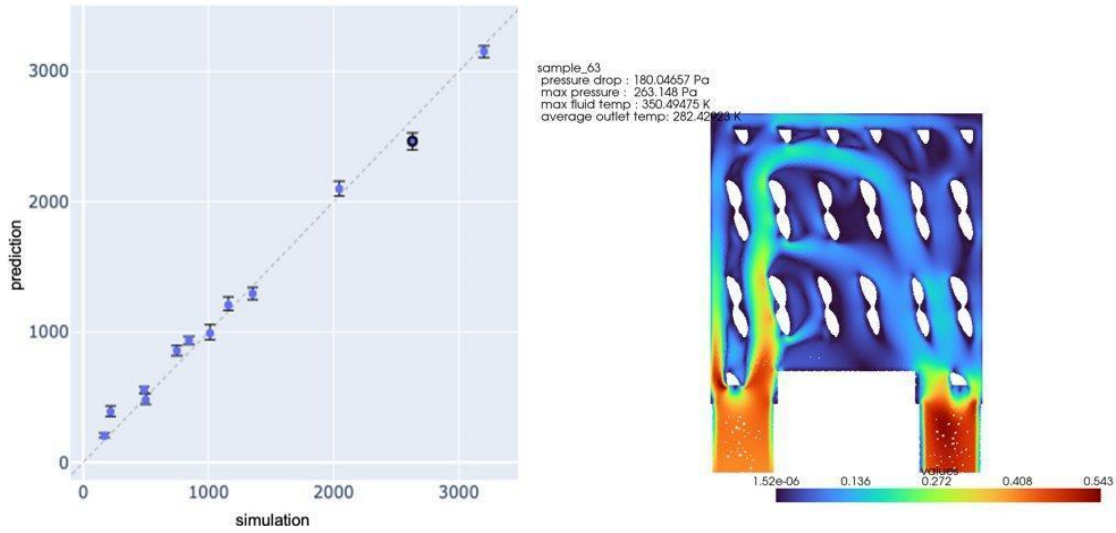 3000
2000
1000
0
prediction
0
1000
2000
3000
simulation
sample_63
pressure drop : 180.04657 Pa
max pressure : 263.148 Pa
max fluid temp : 350.49475 K
average outlet temp: 282.42923 K
values
1.52e-06
0.136
0.272
0.408
0.543